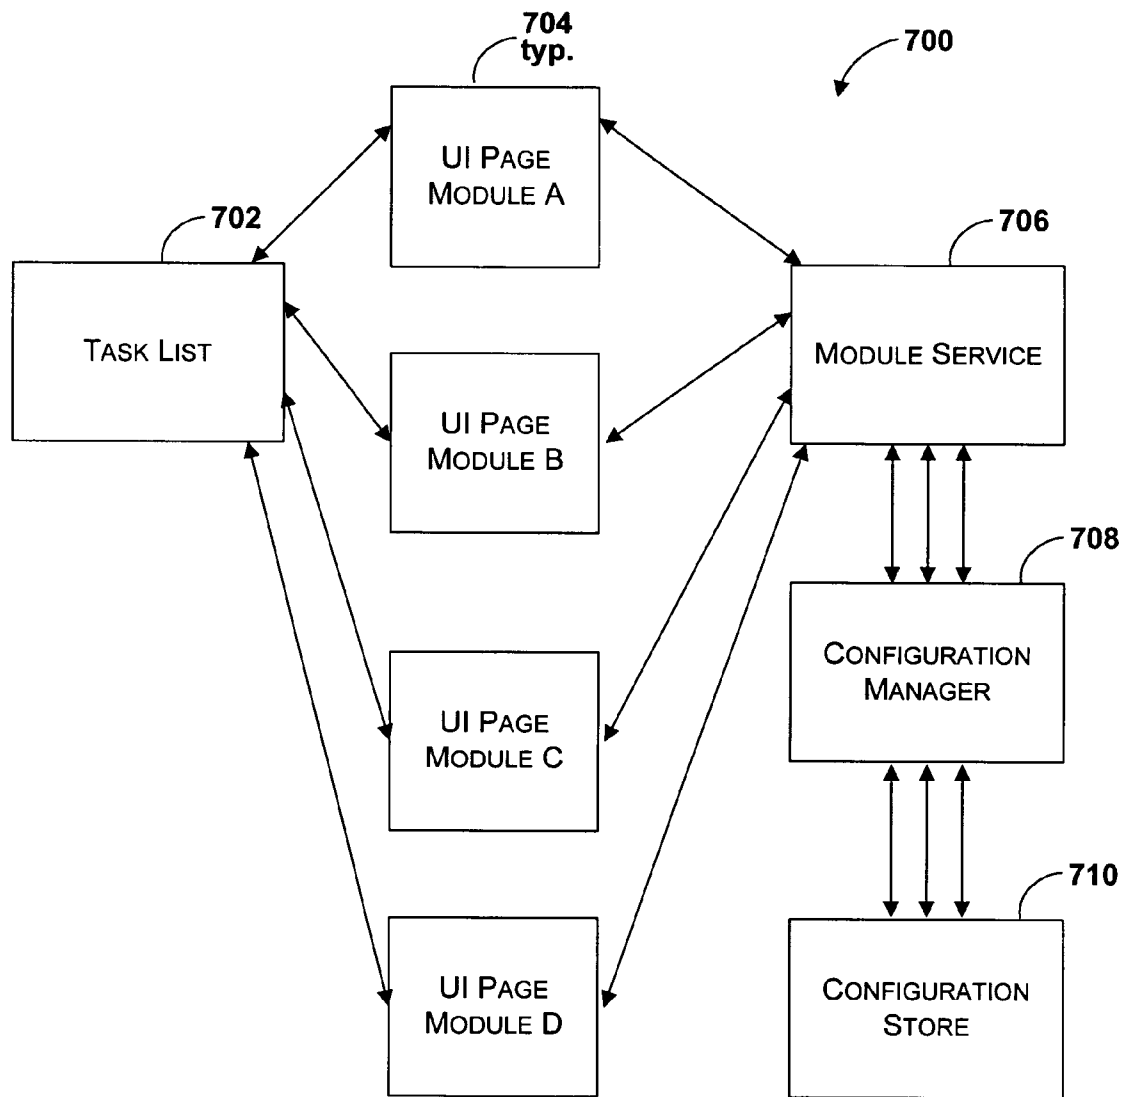 704
typ.
700
UI PAGE
MODULE A
702
706
TASK LIST
MODULE SERVICE
UI PAGE
MODULE B
708
CONFIGURATION
MANAGER
UI PAGE
MODULE C
710
UI PAGE
MODULE D
CONFIGURATION
STORE